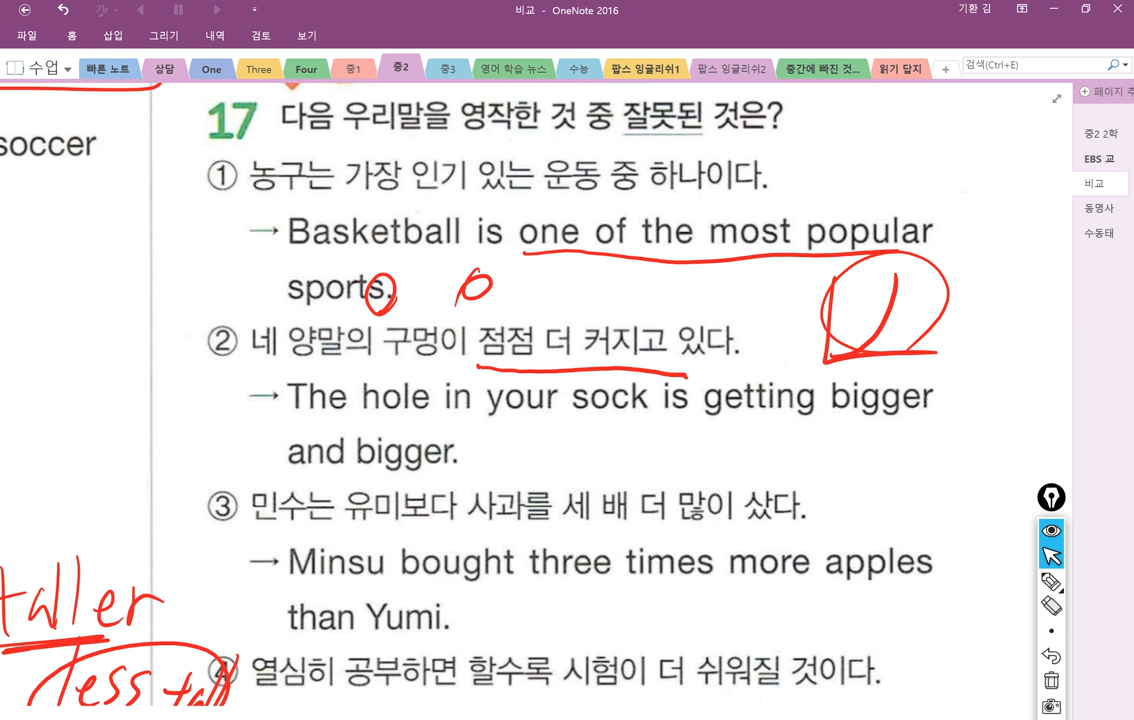 비교 - OneNote 2016
기환 김
파일 홈 삽입 그리기 내역 검토 보기
수업 빠른 노트 상담 One Three Four 중1 중2 중3 영어 학습 뉴스 수능 팝스 잉글리쉬1 팝스 잉글리쉬2 중간에 빠진 것... 읽기 답지 + 검색(Ctrl+E)
페이지 추
중2 2학
EBS 교
비교
동명사
수동태
soccer
17 다음 우리말을 영작한 것 중 잘못된 것은?
① 농구는 가장 인기 있는 운동 중 하나이다.
→ Basketball is one of the most popular
sports.
② 네 양말의 구멍이 점점 더 커지고 있다.
→ The hole in your sock is getting bigger
and bigger.
③ 민수는 유미보다 사과를 세 배 더 많이 샀다.
→ Minsu bought three times more apples
than Yumi.
taller
④ 열심히 공부하면 할수록 시험이 더 쉬워질 것이다.
less tall